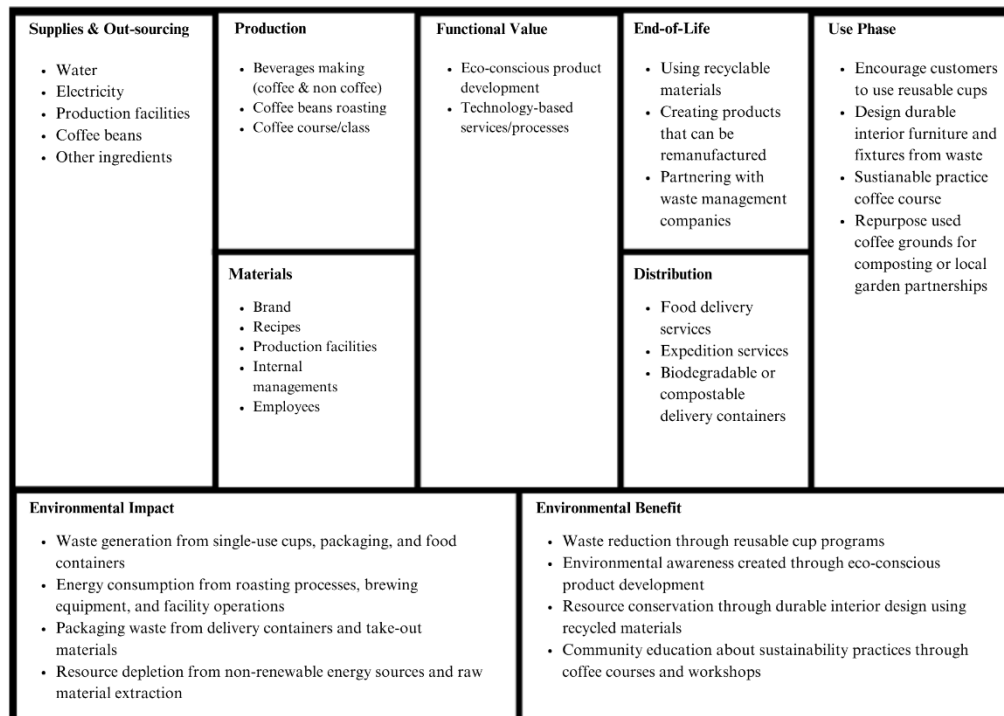 Supplies & Out-sourcing
• Water
• Electricity
• Production facilities
• Coffee beans
• Other ingredients
Production
• Beverages making
(coffee & non coffee)
• Coffee beans roasting
• Coffee course/class
Materials
• Brand
• Recipes
• Production facilities
• Internal
managements
• Employees
Functional Value
• Eco-conscious product
development
• Technology-based
services/processes
End-of-Life
• Using recyclable
materials
• Creating products
that can be
remanufactured
• Partnering with
waste management
companies
Distribution
• Food delivery
services
• Expedition services
• Biodegradable or
compostable
delivery containers
Use Phase
• Encourage customers
to use reusable cups
• Design durable
interior furniture and
fixtures from waste
• Sustianable practice
coffee course
• Repurpose used
coffee grounds for
composting or local
garden partnerships
Environmental Impact
• Waste generation from single-use cups, packaging, and food
containers
• Energy consumption from roasting processes, brewing
equipment, and facility operations
• Packaging waste from delivery containers and take-out
materials
• Resource depletion from non-renewable energy sources and raw
material extraction
Environmental Benefit
• Waste reduction through reusable cup programs
• Environmental awareness created through eco-conscious
product development
• Resource conservation through durable interior design using
recycled materials
• Community education about sustainability practices through
coffee courses and workshops